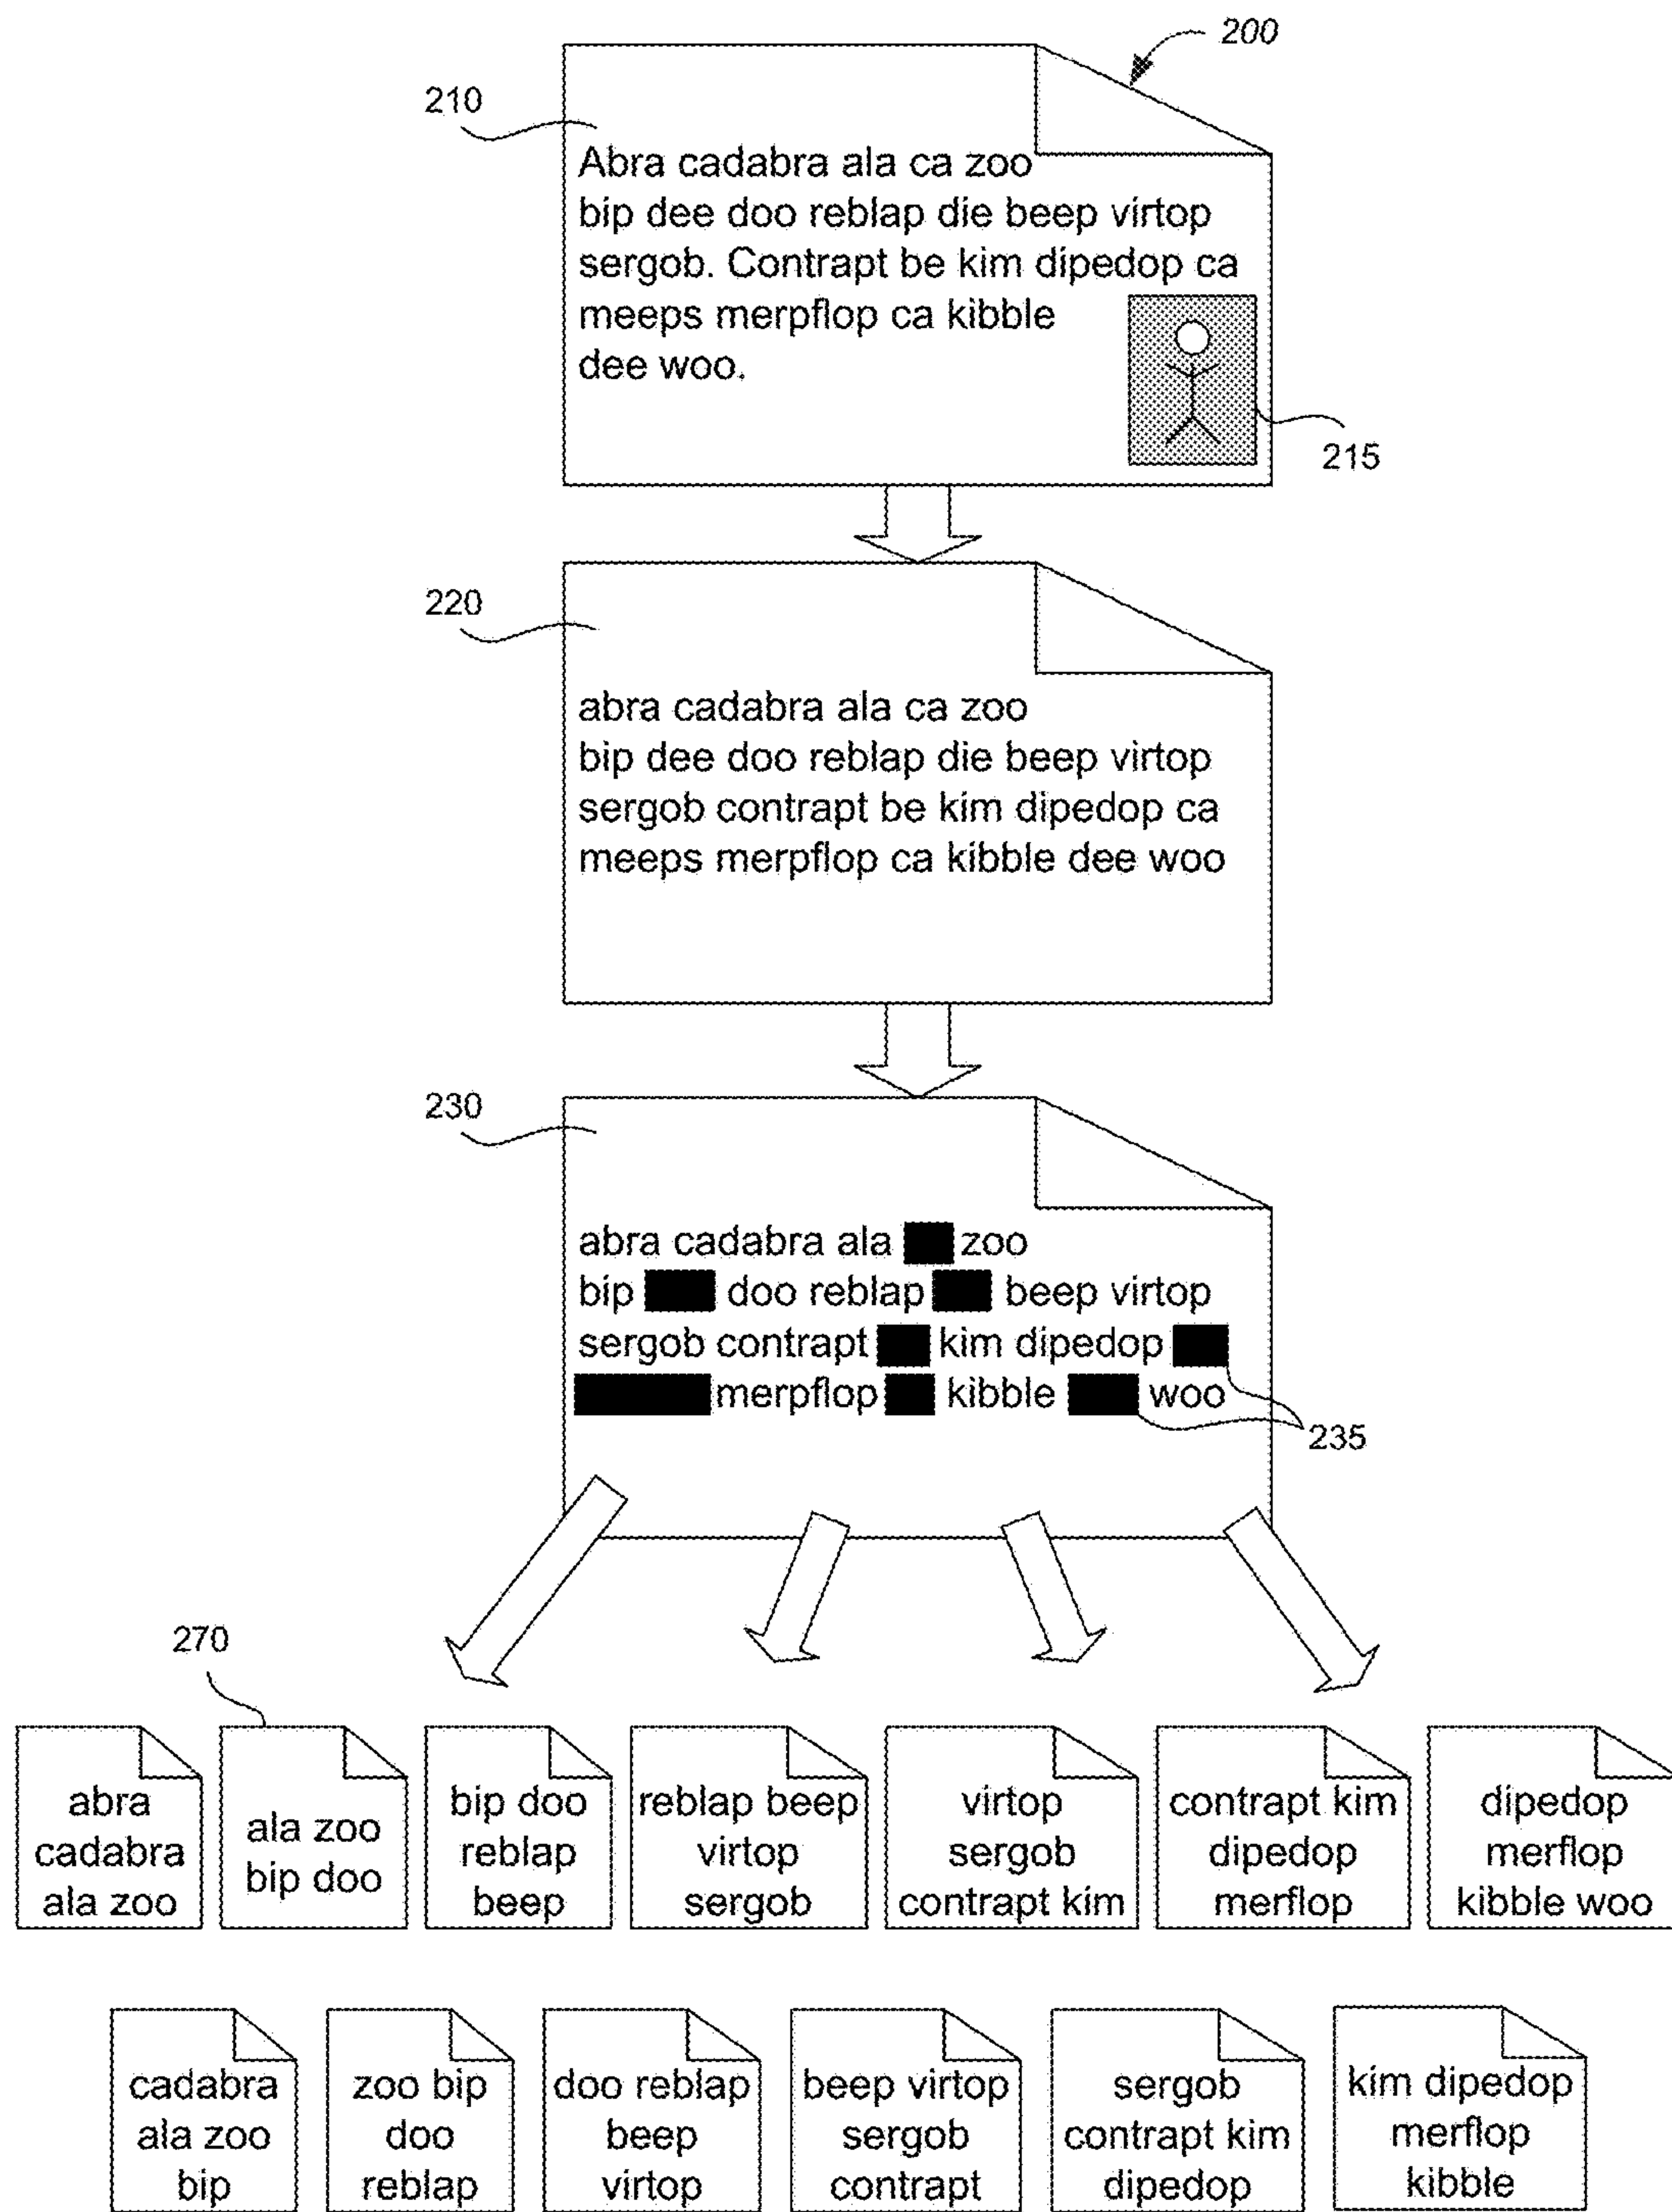 200
210
Abra cadabra ala ca zoo
bip dee doo reblap die beep virtop
sergob. Contrapt be kim dipedop ca
meeps merpflop ca kibble
dee woo.
215
220
abra cadabra ala ca zoo
bip dee doo reblap die beep virtop
sergob contrapt be kim dipedop ca
meeps merpflop ca kibble dee woo
230
abra cadabra ala zoo
bip doo reblap beep virtop
sergob contrapt kim dipedop
merpflop kibble woo
235
270
abra
cadabra
ala zoo
ala zoo
bip doo
bip doo
reblap
beep
reblap beep
virtop
sergob
virtop
sergob
contrapt kim
contrapt kim
dipedop
merflop
dipedop
merflop
kibble woo
cadabra
ala zoo
bip
zoo bip
doo
reblap
doo reblap
beep
virtop
beep virtop
sergob
contrapt
sergob
contrapt kim
dipedop
kim dipedop
merflop
kibble